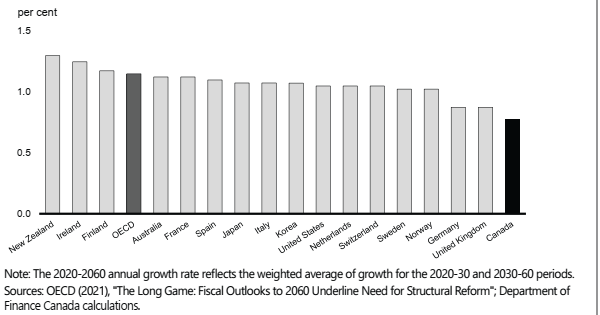 per cent
1.5
1.0
0.5
0.0
New Zealand
Ireland
Finland
OECD
Australia
France
Spain
Japan
Italy
Korea
United States
Netherlands
Switzerland
Sweden
Norway
Germany
United Kingdom
Canada
Note: The 2020-2060 annual growth rate reflects the weighted average of growth for the 2020-30 and 2030-60 periods.
Sources: OECD (2021), "The Long Game: Fiscal Outlooks to 2060 Underline Need for Structural Reform"; Department of
Finance Canada calculations.